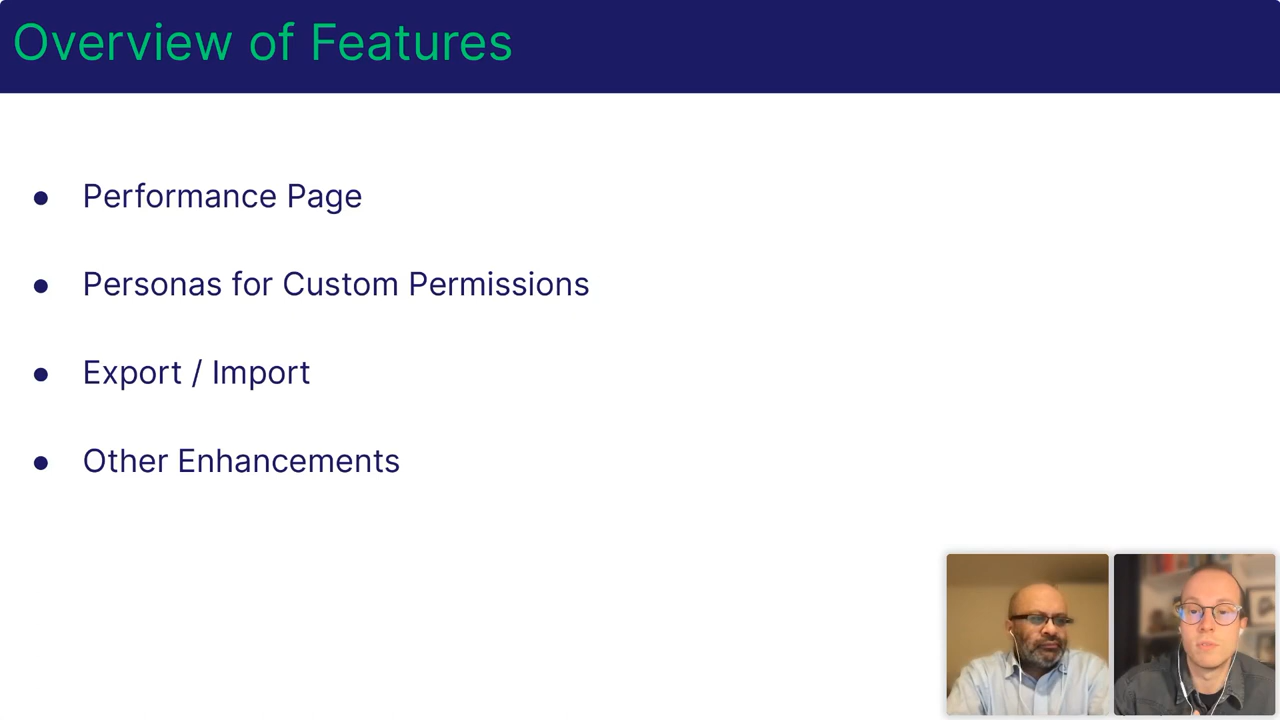 Overview of Features
● Performance Page
● Personas for Custom Permissions
● Export / Import
● Other Enhancements